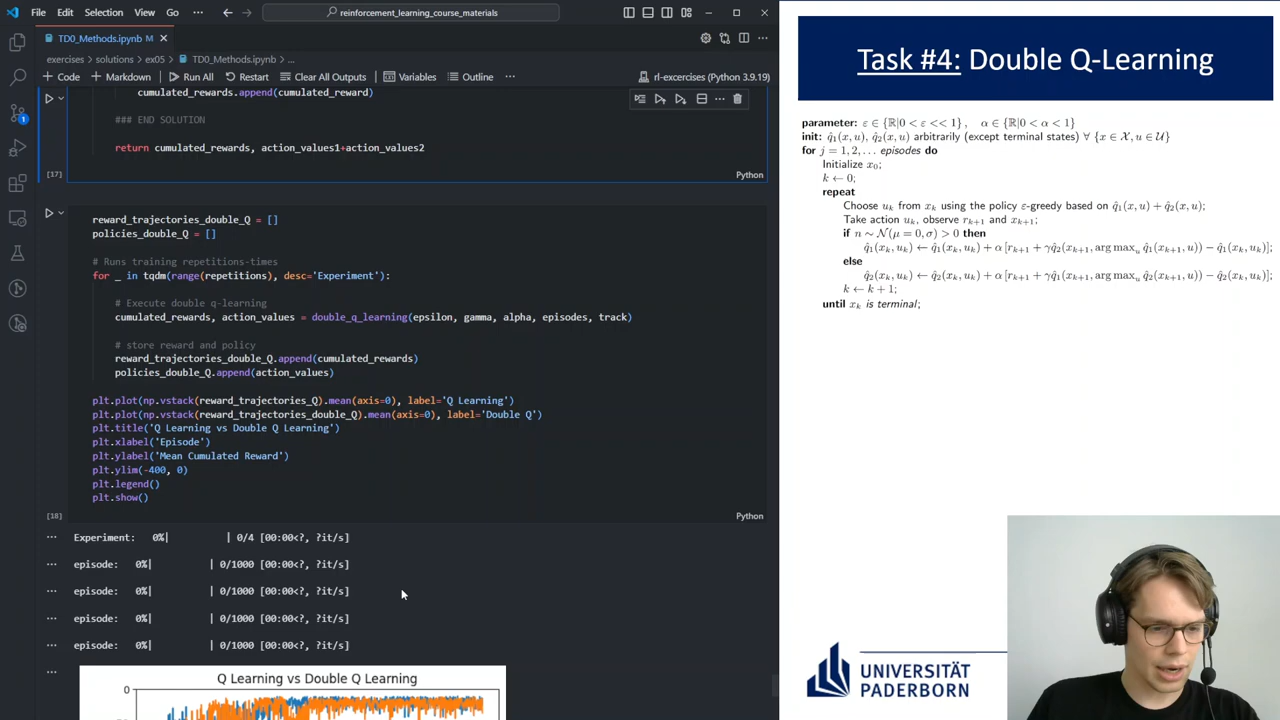 File Edit Selection View Go ···
reinforcement_learning_course_materials
TD0_Methods.ipynb
exercises > solutions > ex05 > TD0_Methods.ipynb > ...
+ Code + Markdown Run All Restart Clear All Outputs Variables Outline ··· rl-excercises (Python 3.9.19)
cumulated_rewards.append(cumulated_reward)
### END SOLUTION
return cumulated_rewards, action_values1+action_values2
[17]
Python
reward_trajectories_double_Q = []
policies_double_Q = []
# Runs training repetitions-times
for _ in tqdm(range(repetitions), desc='Experiment'):
# Execute double q-learning
cumulated_rewards, action_values = double_q_learning(epsilon, gamma, alpha, episodes, track)
# store reward and policy
reward_trajectories_double_Q.append(cumulated_rewards)
policies_double_Q.append(action_values)
plt.plot(np.vstack(reward_trajectories_Q).mean(axis=0), label='Q Learning')
plt.plot(np.vstack(reward_trajectories_double_Q).mean(axis=0), label='Double Q')
plt.title('Q Learning vs Double Q Learning')
plt.xlabel('Episode')
plt.ylabel('Mean Cumulated Reward')
plt.ylim(-400, 0)
plt.legend()
plt.show()
[18]
Python
··· Experiment: 0%| | 0/4 [00:00<?, ?it/s]
··· episode: 0%| | 0/1000 [00:00<?, ?it/s]
··· episode: 0%| | 0/1000 [00:00<?, ?it/s]
··· episode: 0%| | 0/1000 [00:00<?, ?it/s]
··· episode: 0%| | 0/1000 [00:00<?, ?it/s]
···
Q Learning vs Double Q Learning
0
Task #4: Double Q-Learning
parameter: ε ∈ {ℝ|0 < ε << 1}, α ∈ {ℝ|0 < α < 1}
init: q̂₁(x, u), q̂₂(x, u) arbitrarily (except terminal states) ∀ {x ∈ 𝒳, u ∈ 𝒰}
for j = 1, 2, ... episodes do
Initialize x₀;
k ← 0;
repeat
Choose uₖ from xₖ using the policy ε-greedy based on q̂₁(x, u) + q̂₂(x, u);
Take action uₖ, observe rₖ₊₁ and xₖ₊₁;
if n ∼ 𝒩(μ = 0, σ) > 0 then
q̂₁(xₖ, uₖ) ← q̂₁(xₖ, uₖ) + α [rₖ₊₁ + γq̂₂(xₖ₊₁, arg maxᵤ q̂₁(xₖ₊₁, u)) − q̂₁(xₖ, uₖ)];
else
q̂₂(xₖ, uₖ) ← q̂₂(xₖ, uₖ) + α [rₖ₊₁ + γq̂₁(xₖ₊₁, arg maxᵤ q̂₂(xₖ₊₁, u)) − q̂₂(xₖ, uₖ)];
k ← k + 1;
until xₖ is terminal;
UNIVERSITÄT
PADERBORN